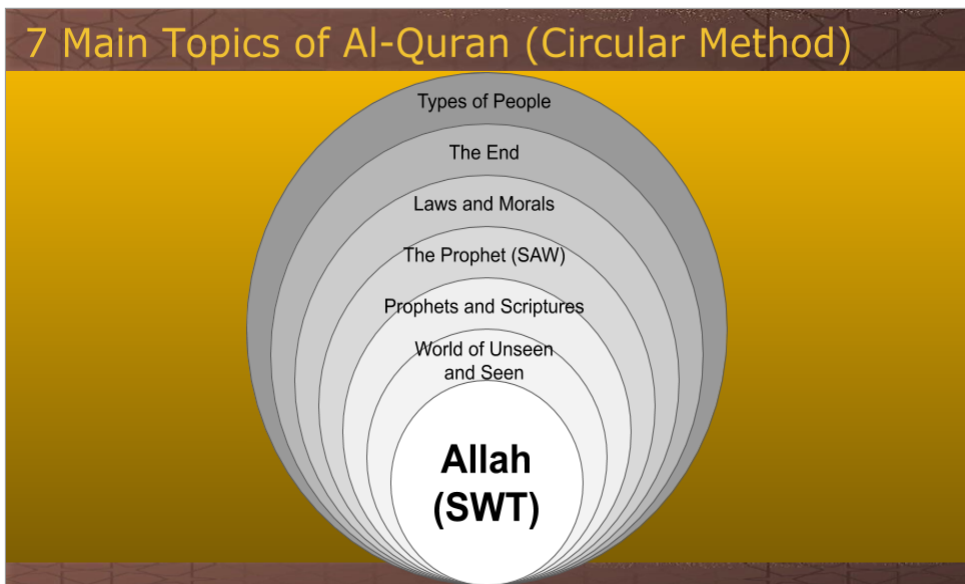 7 Main Topics of Al-Quran (Circular Method)
Types of People
The End
Laws and Morals
The Prophet (SAW)
Prophets and Scriptures
World of Unseen
and Seen
Allah
(SWT)